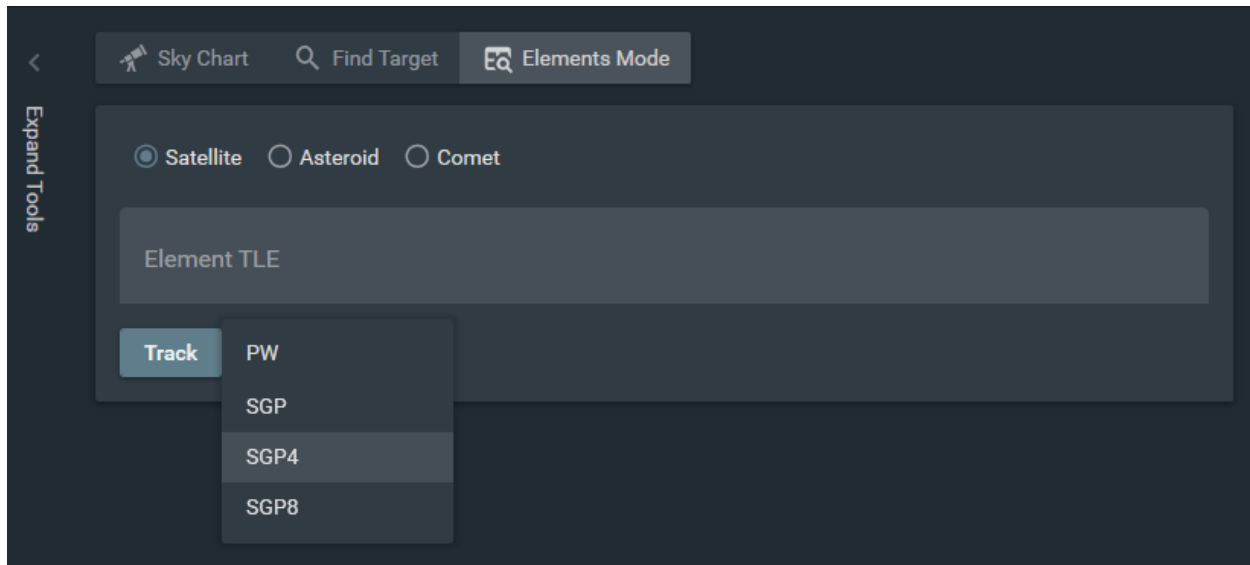 Sky Chart Find Target Elements Mode
Expand Tools
Satellite Asteroid Comet
Element TLE
Track PW
SGP
SGP4
SGP8